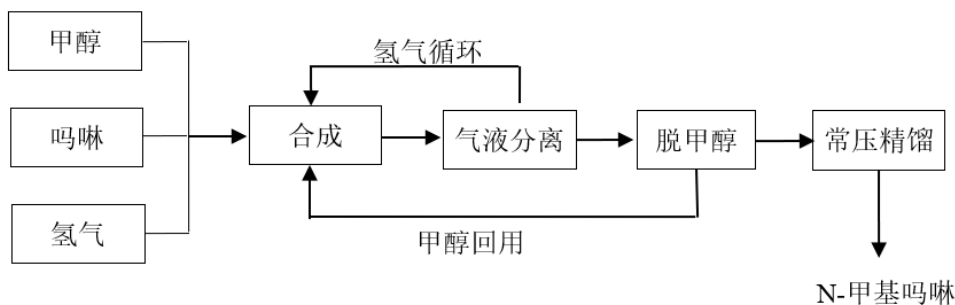 甲醇
吗啉
氢气
氢气循环
合成
气液分离
脱甲醇
常压精馏
甲醇回用
N-甲基吗啉